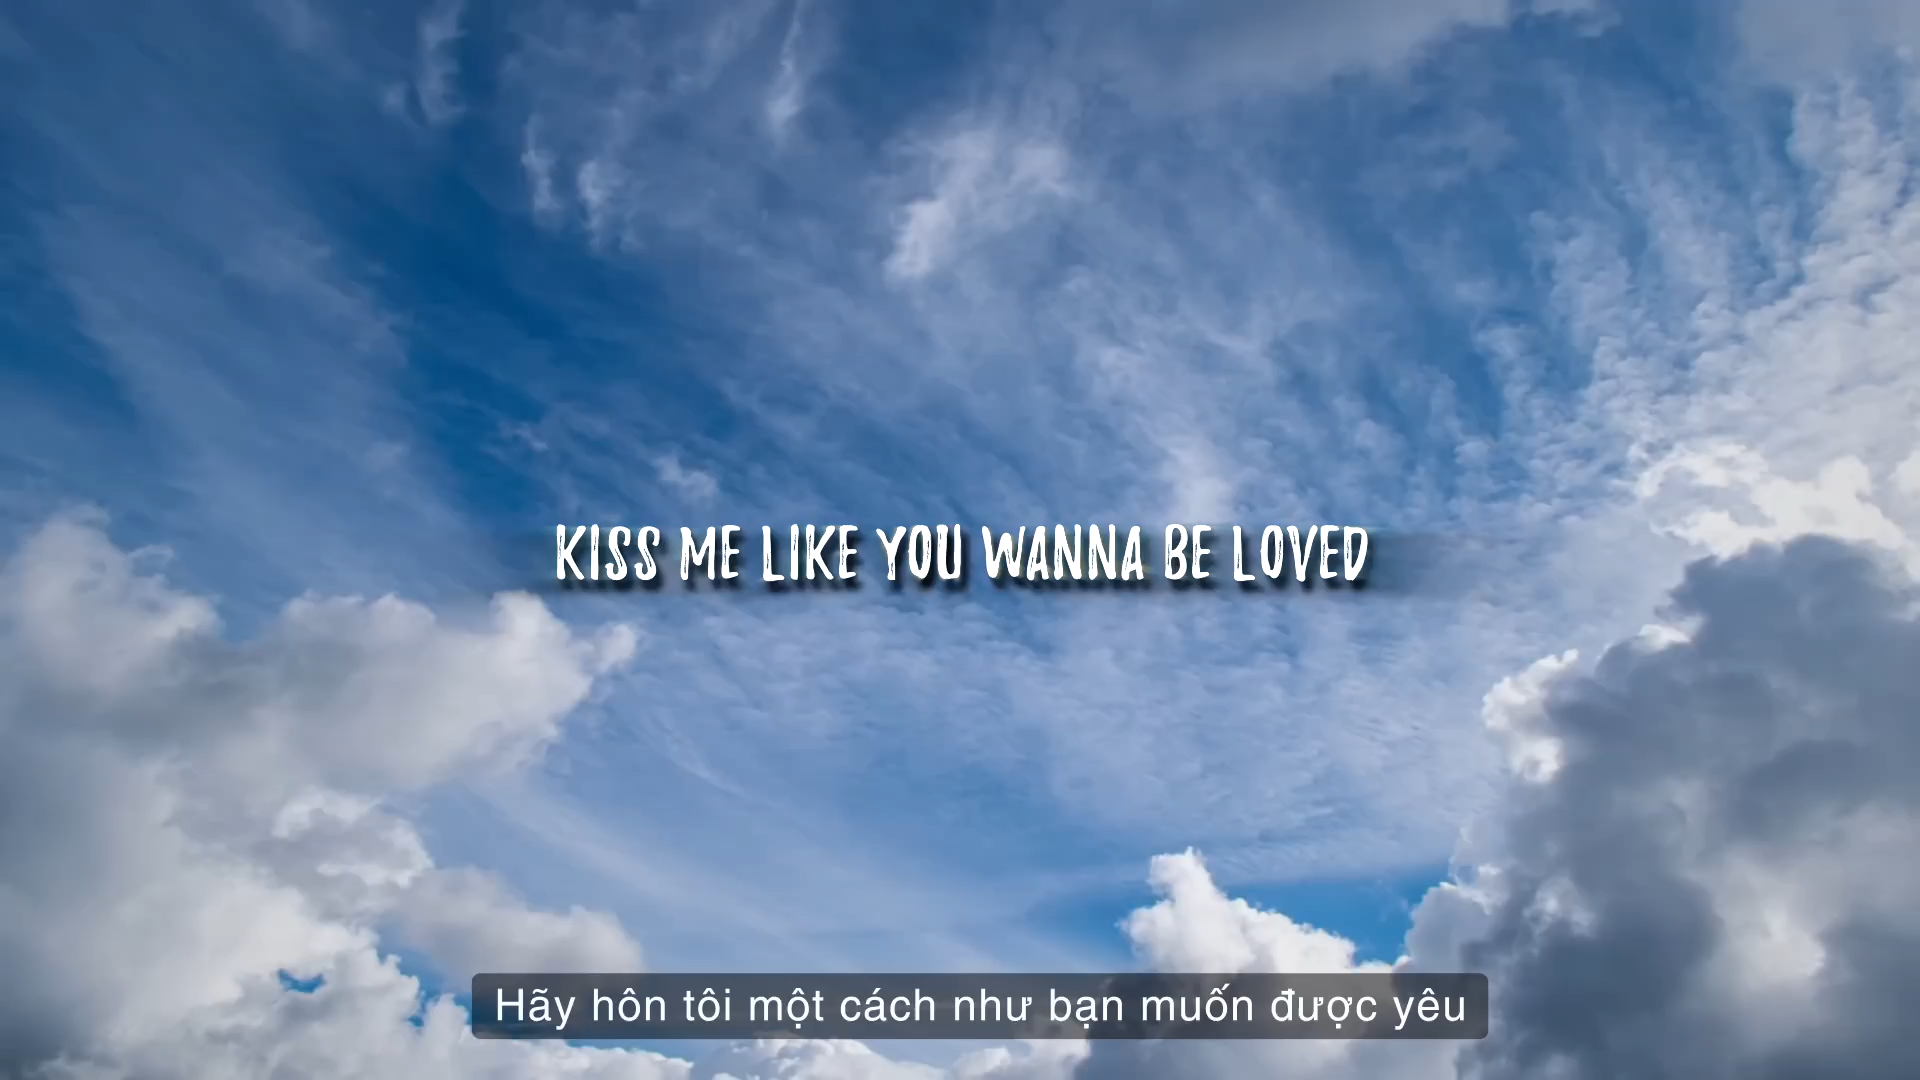 KISS ME LIKE YOU WANNA BE LOVED
Hãy hôn tôi một cách như bạn muốn được yêu